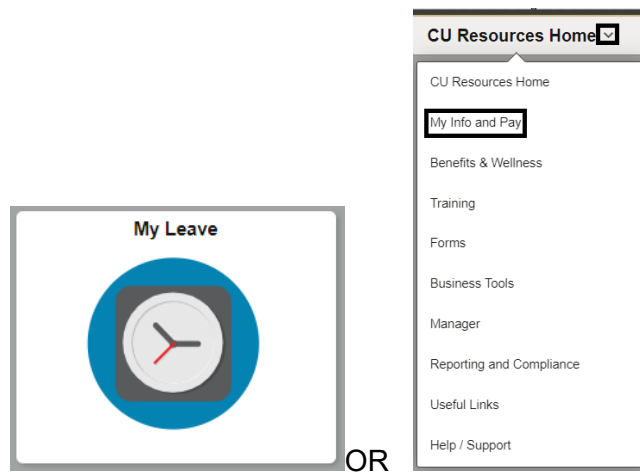 My Leave
OR
CU Resources Home
CU Resources Home
My Info and Pay
Benefits & Wellness
Training
Forms
Business Tools
Manager
Reporting and Compliance
Useful Links
Help / Support